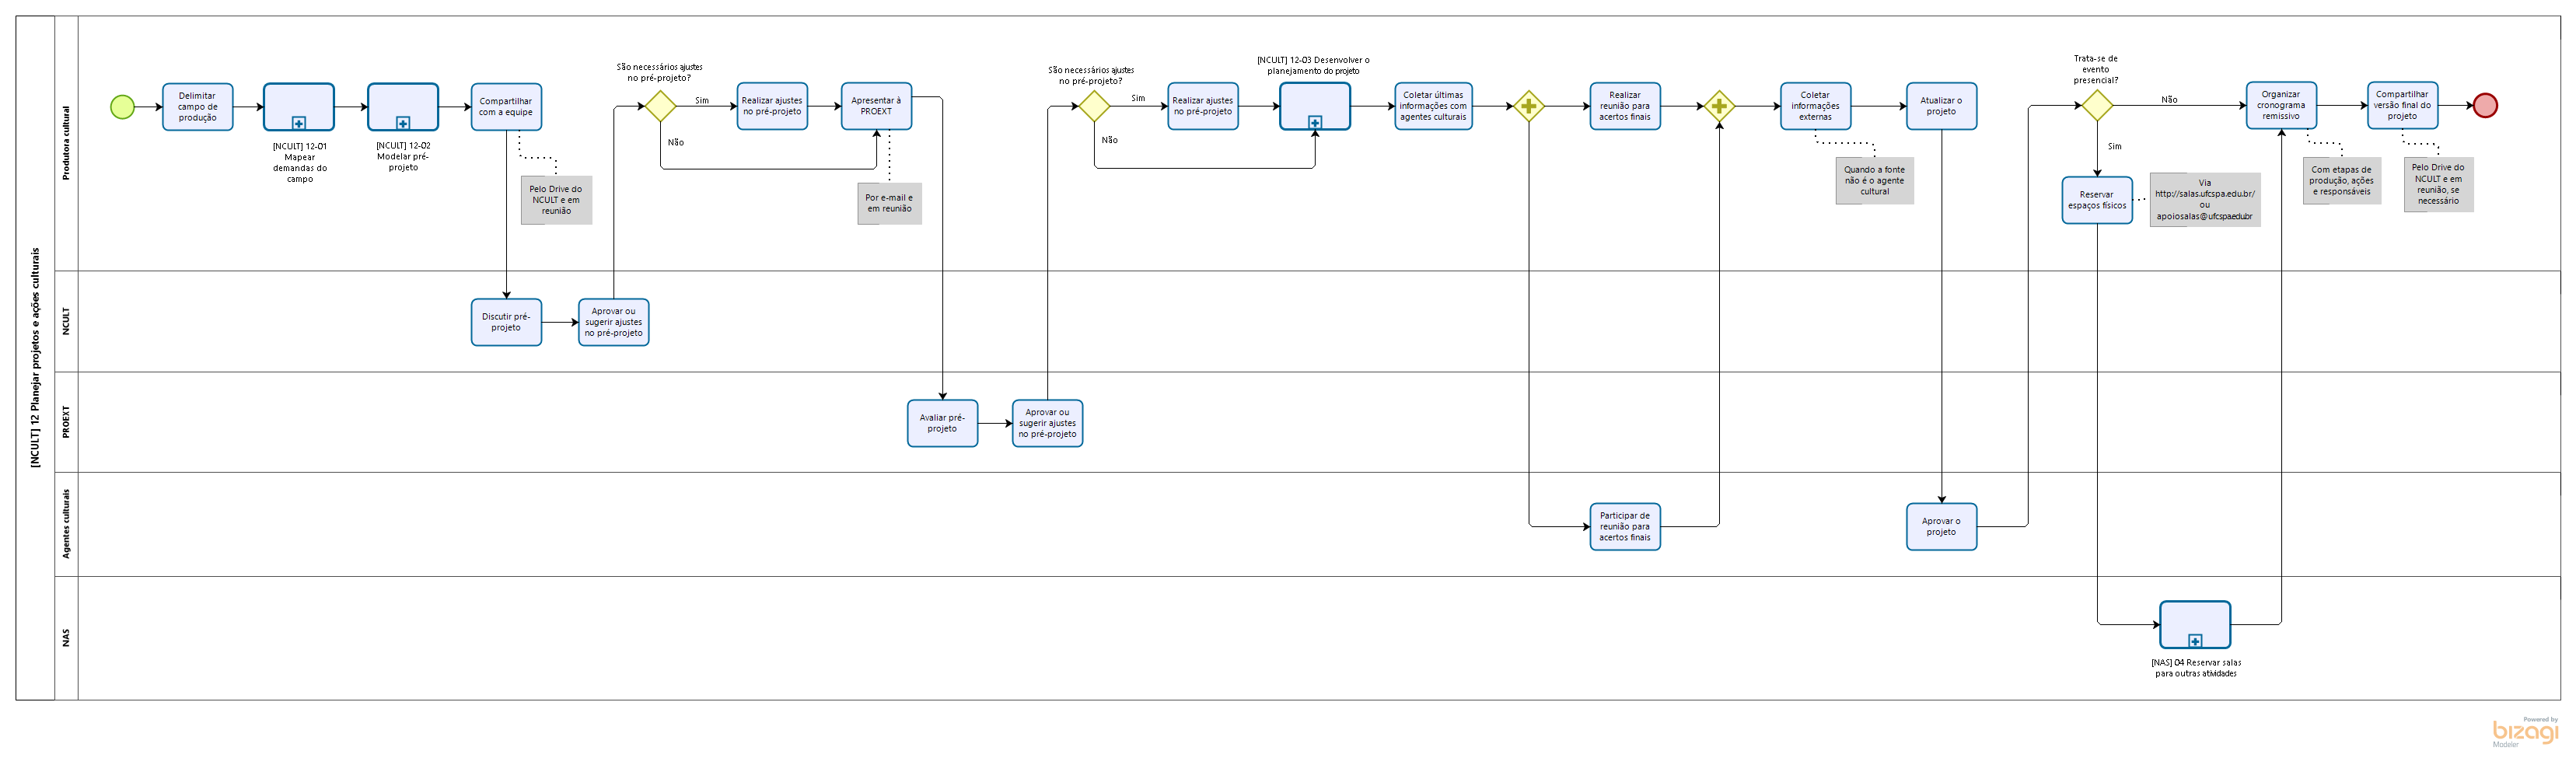 [NCULT] 12 Planejar projetos e ações culturais
Produtora cultural
Delimitar
campo de
produção
[NCULT] 12-01
Mapear
demandas do
campo
[NCULT] 12-02
Modelar pré-
projeto
Compartilhar
com a equipe
Pelo Drive do
NCULT e em
reunião
São necessários ajustes
no pré-projeto?
Sim
Não
Realizar ajustes
no pré-projeto
Apresentar à
PROEXT
Por e-mail e
em reunião
São necessários ajustes
no pré-projeto?
Sim
Não
Realizar ajustes
no pré-projeto
[NCULT] 12-03 Desenvolver o
planejamento do projeto
Coletar últimas
informações com
agentes culturais
Realizar
reunião para
acertos finais
Coletar
informações
externas
Quando a fonte
não é o agente
cultural
Atualizar o
projeto
Trata-se de
evento
presencial?
Não
Sim
Reservar
espaços físicos
Via
http://salas.ufcspa.edu.br/
ou
apoiosalas@ufcspa.edu.br
Organizar
cronograma
remissivo
Com etapas de
produção, ações
e responsáveis
Compartilhar
versão final do
projeto
Pelo Drive do
NCULT e em
reunião, se
necessário
NCULT
Discutir pré-
projeto
Aprovar ou
sugerir ajustes
no pré-projeto
PROEXT
Avaliar pré-
projeto
Aprovar ou
sugerir ajustes
no pré-projeto
Agentes culturais
Participar de
reunião para
acertos finais
Aprovar o
projeto
NAS
[NAS] 04 Reservar salas
para outras atividades
Powered by
bizagi
Modeler